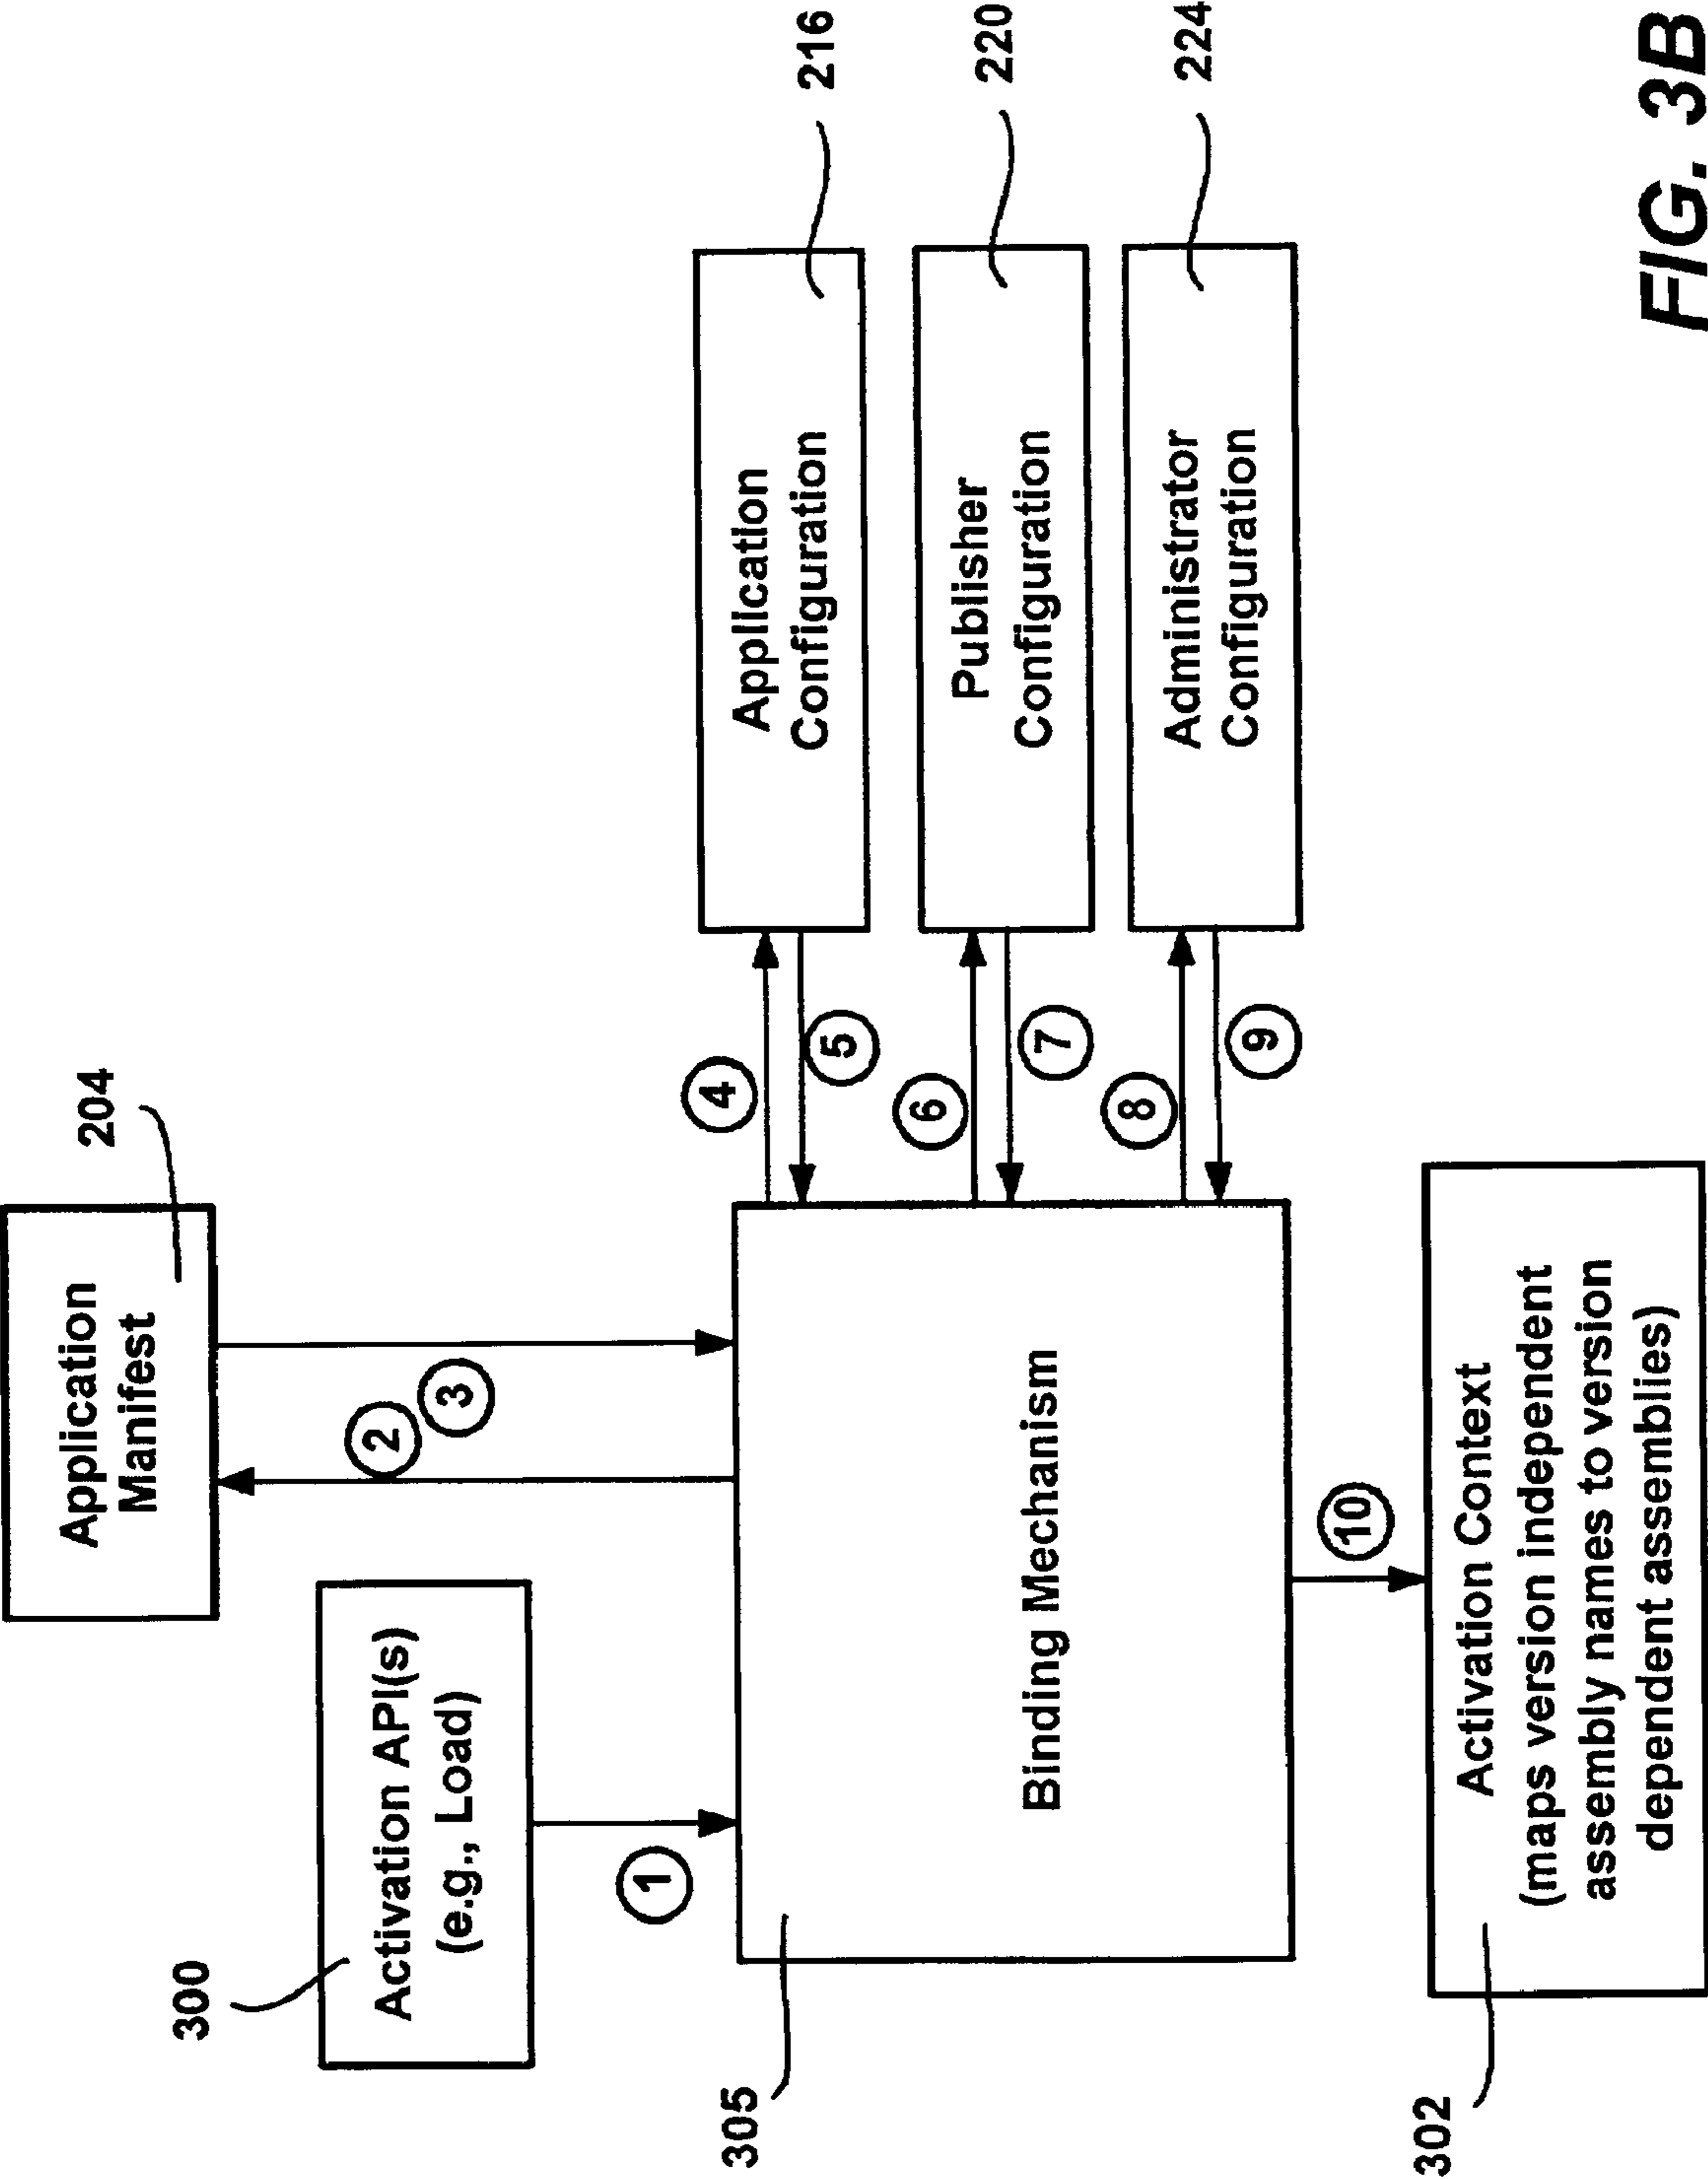 204
Application
Manifest
300
Activation API(s)
(e.g., Load)
2
3
1
305
Binding Mechanism
4
5
6
7
8
9
Application
Configuration
216
Publisher
Configuration
220
Administrator
Configuration
224
10
302
Activation Context
(maps version independent
assembly names to version
dependent assemblies)
FIG. 3B